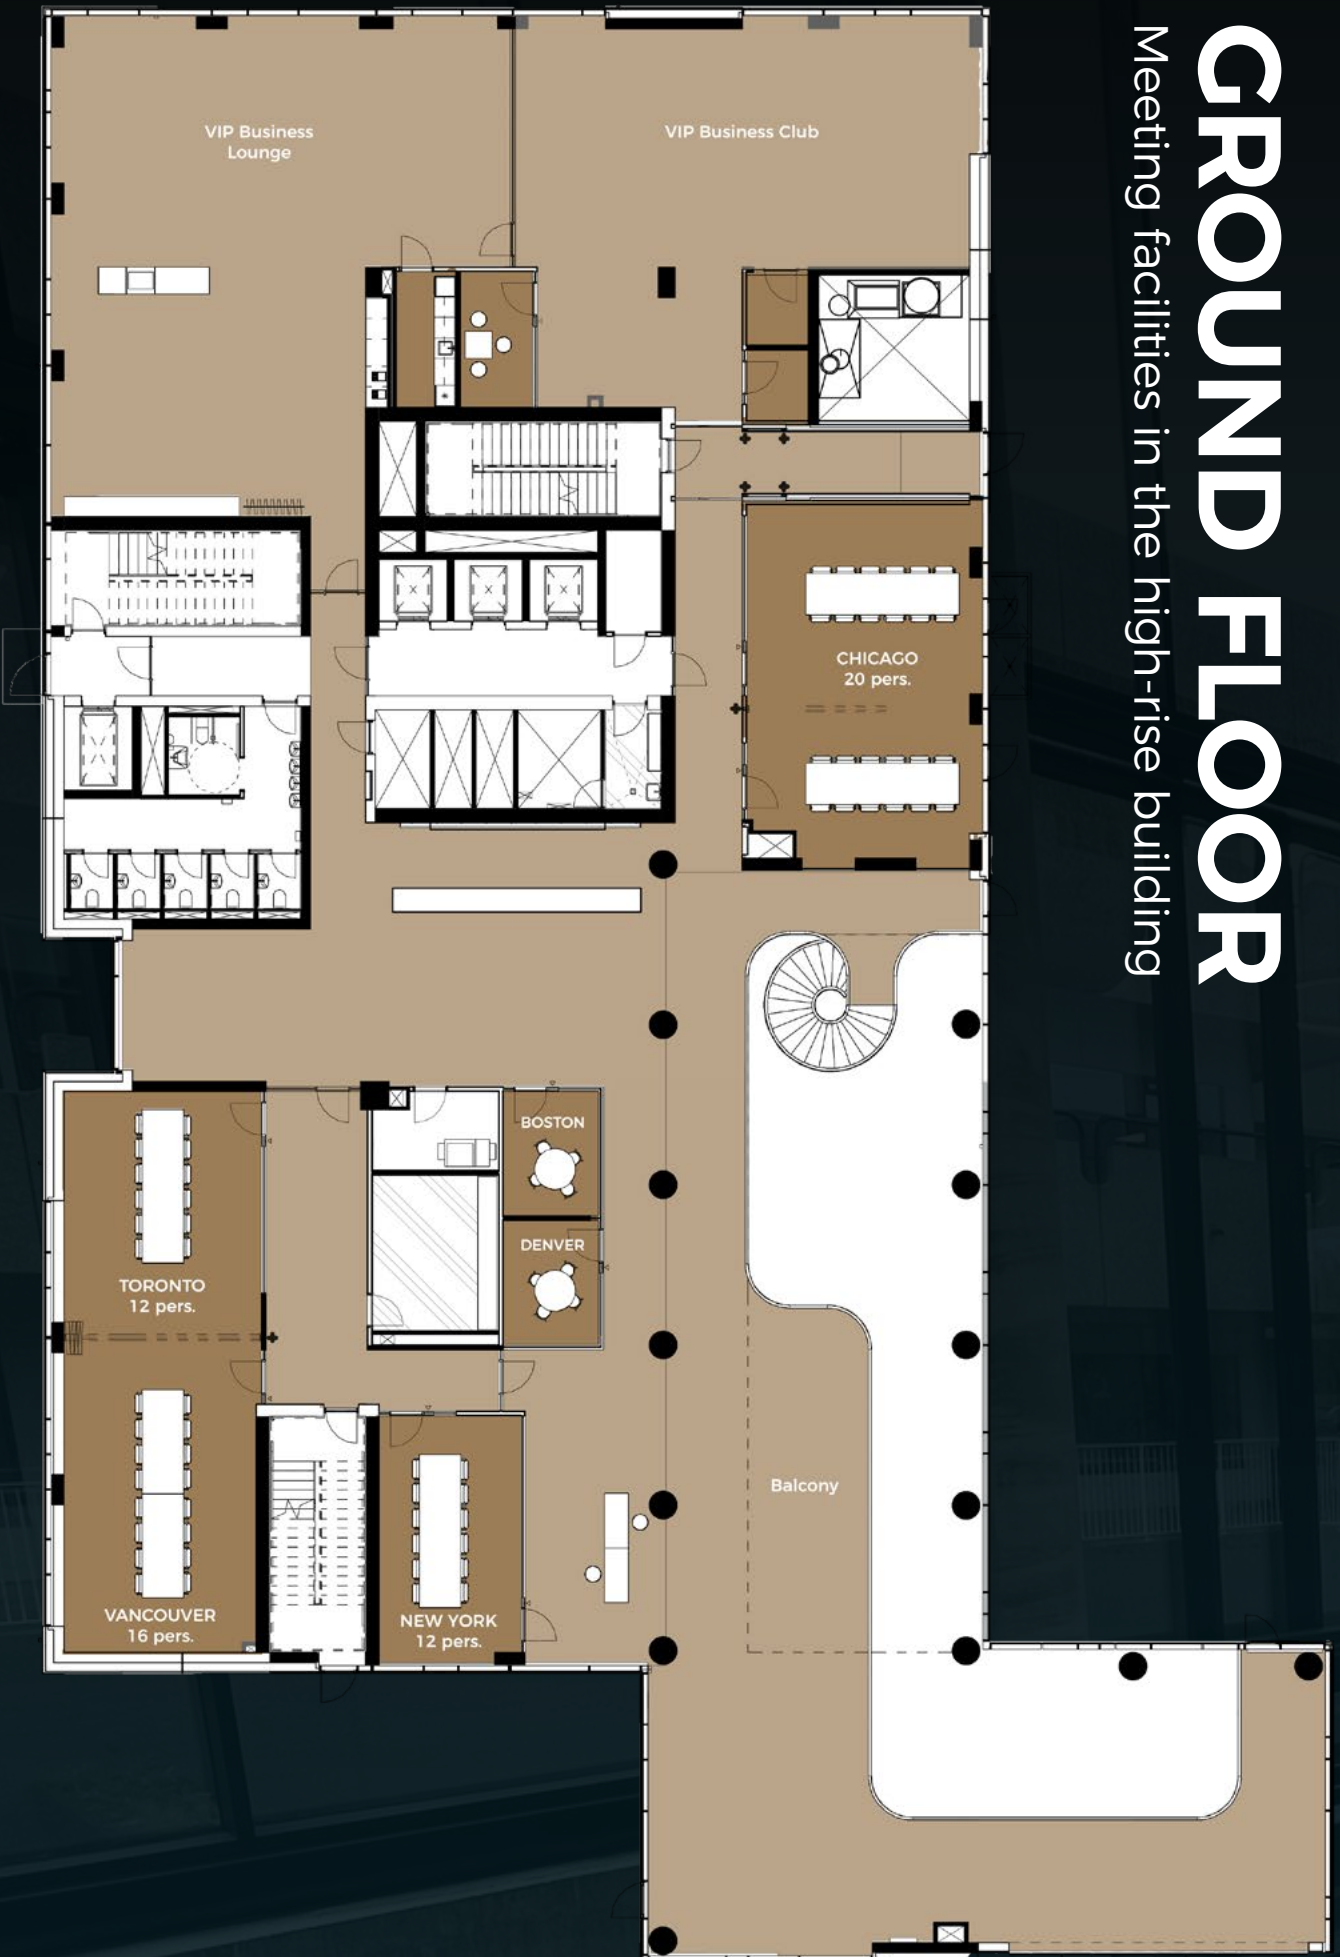 GROUND FLOOR
Meeting facilities in the high-rise building
VIP Business
Lounge
VIP Business Club
CHICAGO
20 pers.
BOSTON
DENVER
TORONTO
12 pers.
Balcony
VANCOUVER
16 pers.
NEW YORK
12 pers.